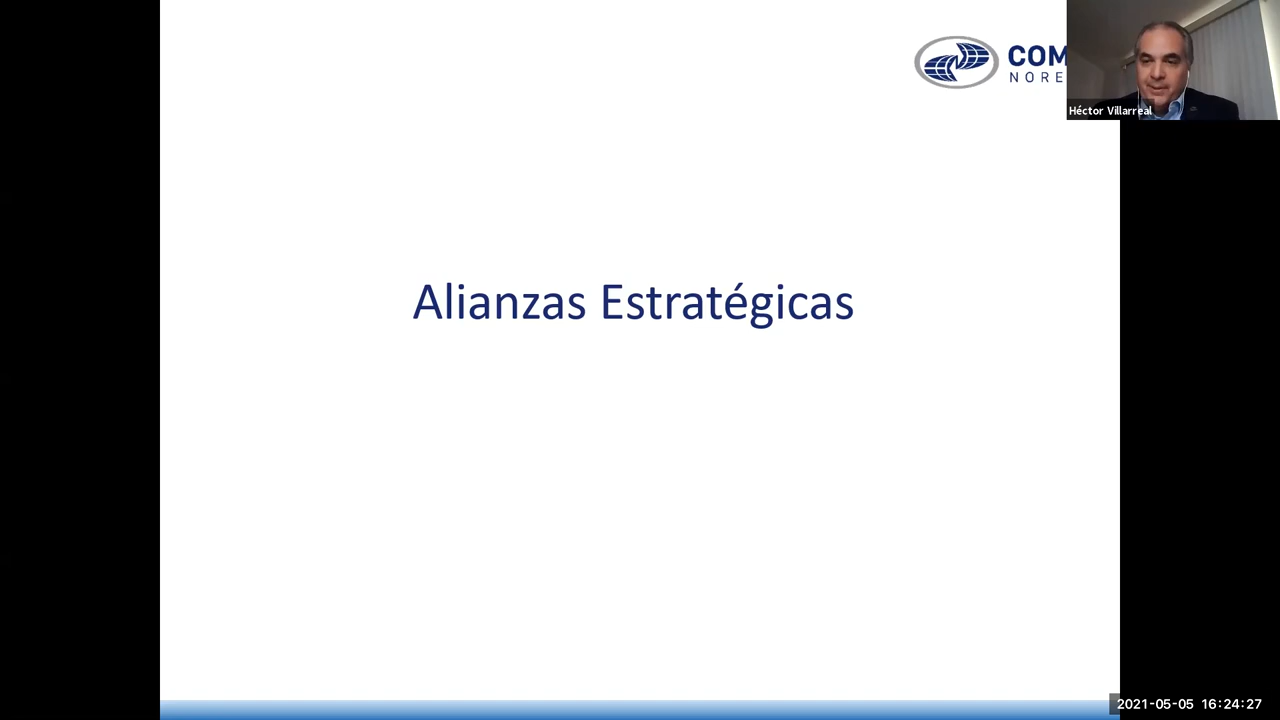 COM
NORE
Héctor Villarreal
Alianzas Estratégicas
2021-05-05 16:24:27